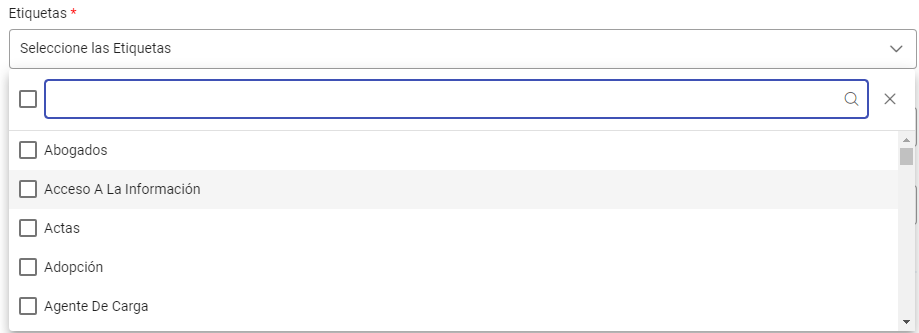 Etiquetas *
Seleccione las Etiquetas
Abogados
Acceso A La Información
Actas
Adopción
Agente De Carga